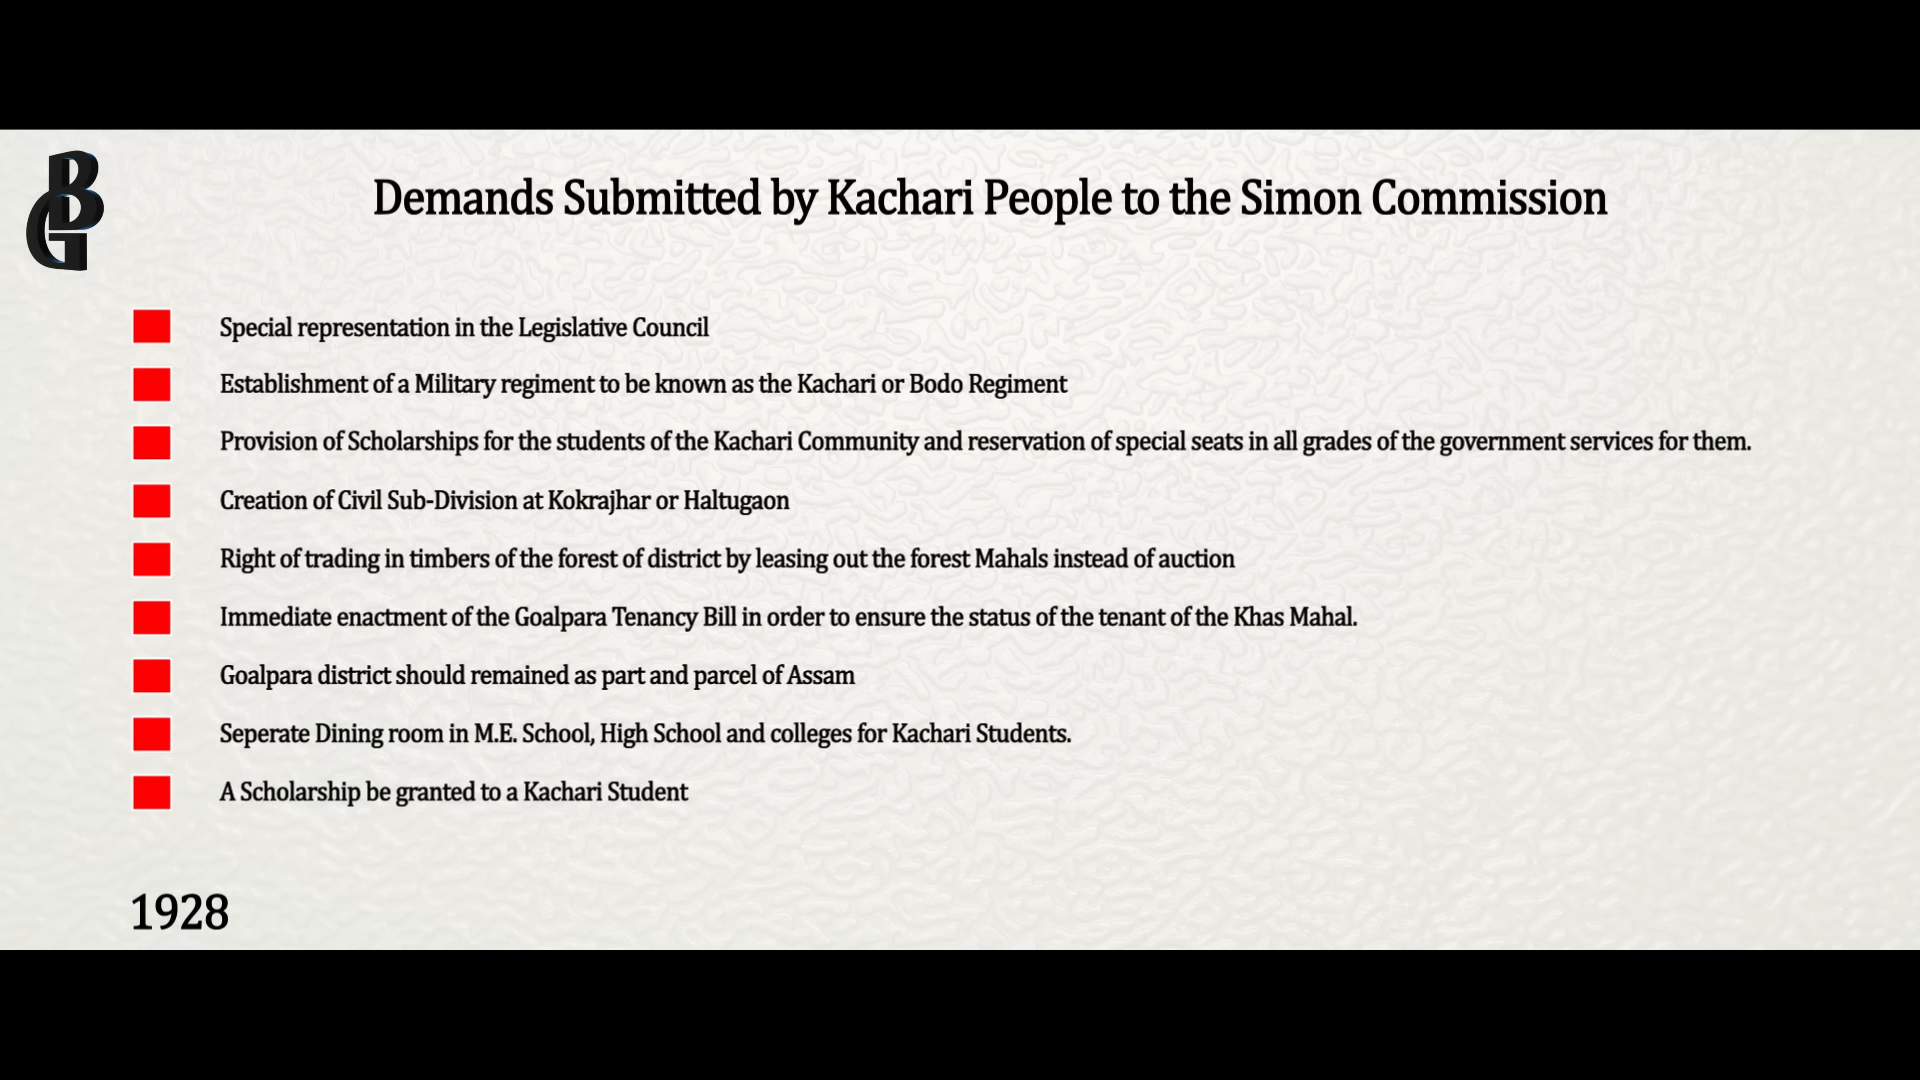 BG
Demands Submitted by Kachari People to the Simon Commission
Special representation in the Legislative Council
Establishment of a Military regiment to be known as the Kachari or Bodo Regiment
Provision of Scholarships for the students of the Kachari Community and reservation of special seats in all grades of the government services for them.
Creation of Civil Sub-Division at Kokrajhar or Haltugaon
Right of trading in timbers of the forest of district by leasing out the forest Mahals instead of auction
Immediate enactment of the Goalpara Tenancy Bill in order to ensure the status of the tenant of the Khas Mahal.
Goalpara district should remained as part and parcel of Assam
Seperate Dining room in M.E. School, High School and colleges for Kachari Students.
A Scholarship be granted to a Kachari Student
1928